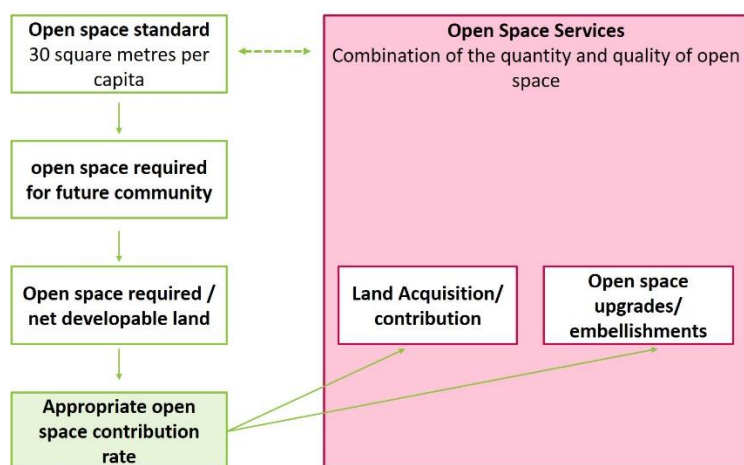 Open space standard
30 square metres per
capita
open space required
for future community
Open space required /
net developable land
Appropriate open
space contribution
rate
Open Space Services
Combination of the quantity and quality of open
space
Land Acquisition/
contribution
Open space
upgrades/
embellishments